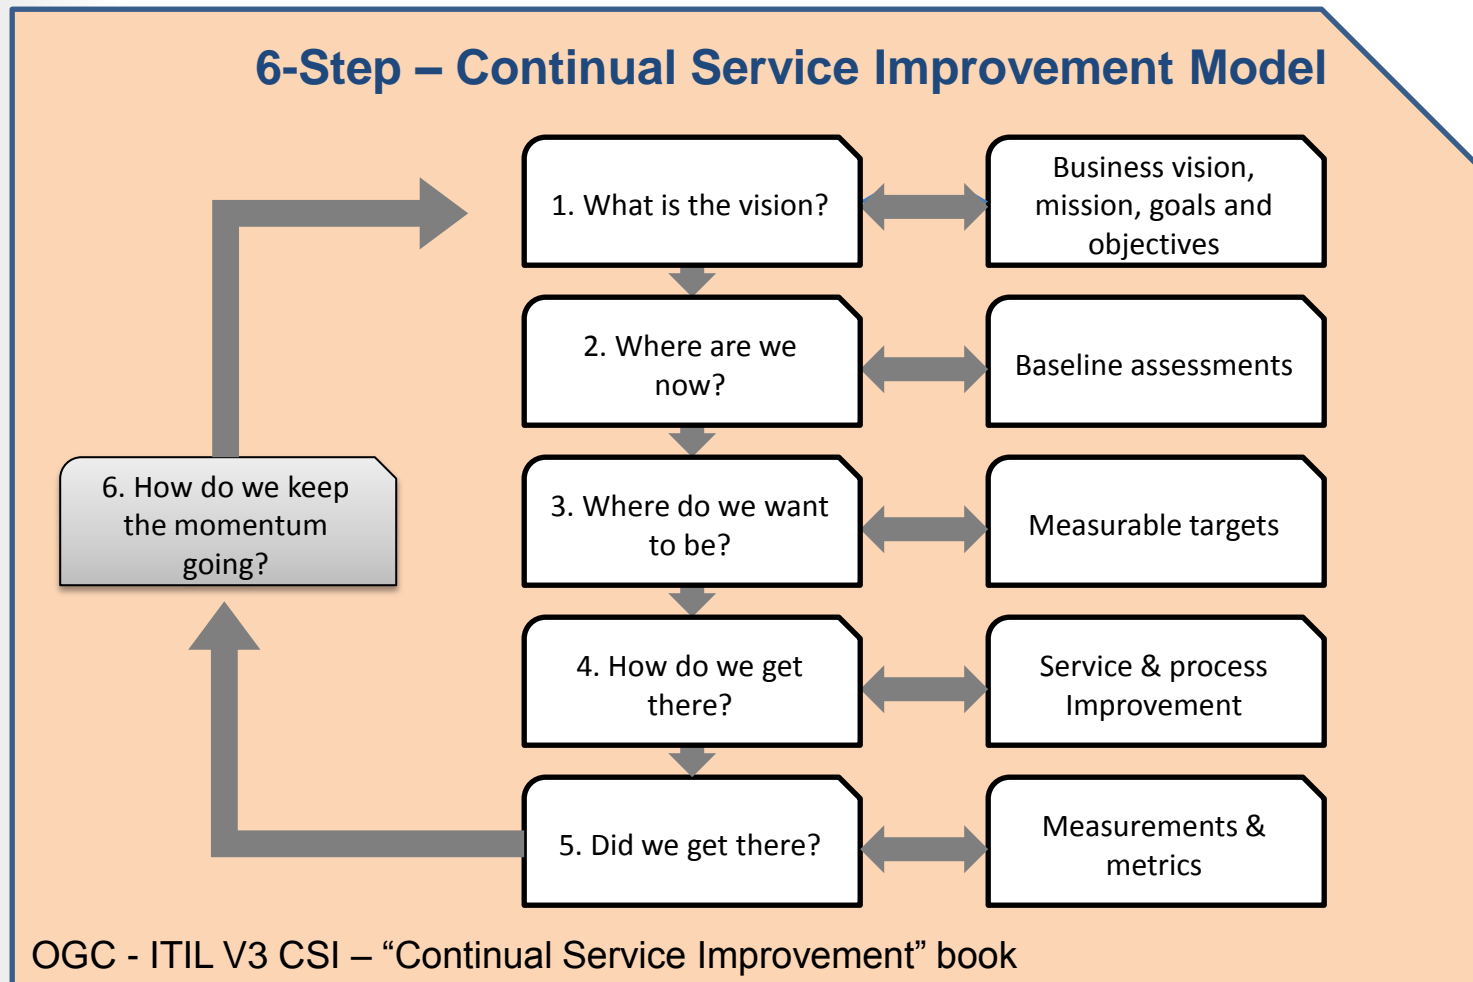 6-Step – Continual Service Improvement Model
1. What is the vision?
Business vision,
mission, goals and
objectives
2. Where are we
now?
Baseline assessments
3. Where do we want
to be?
Measurable targets
6. How do we keep
the momentum
going?
4. How do we get
there?
Service & process
Improvement
5. Did we get there?
Measurements &
metrics
OGC - ITIL V3 CSI – “Continual Service Improvement” book